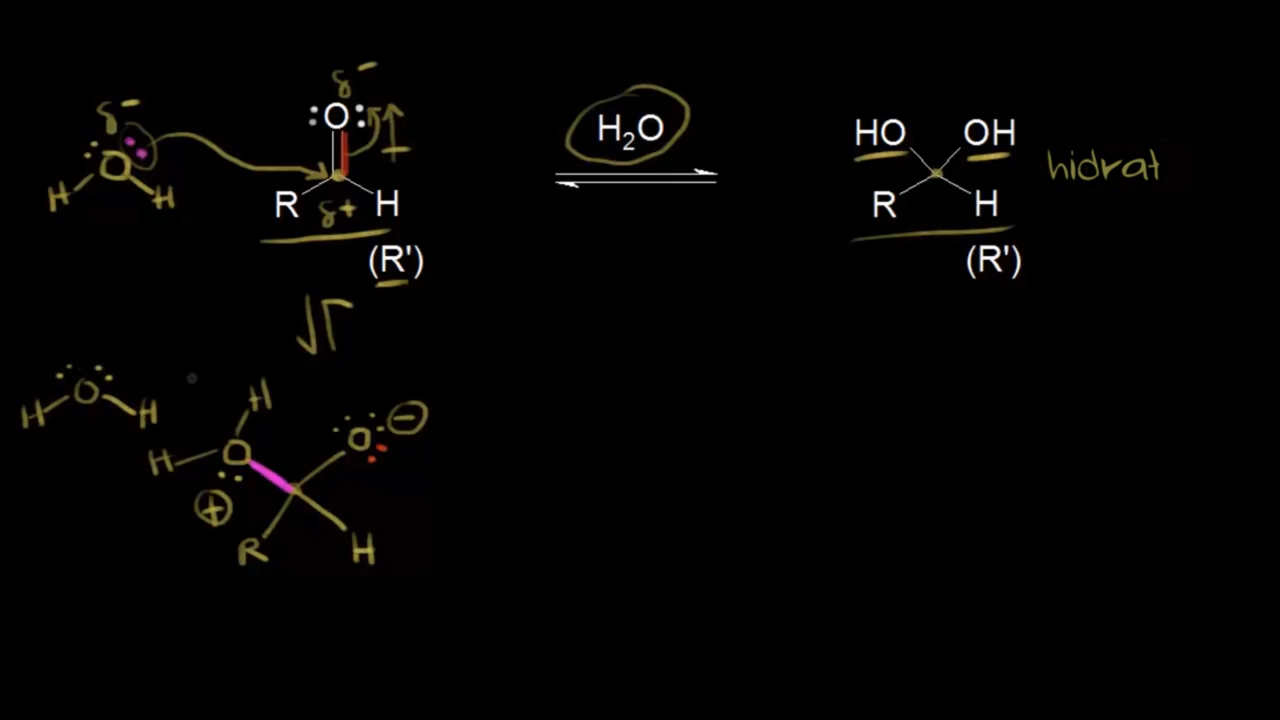 δ−
δ−
:O:
H₂O
HO OH
hidrat
O
H H
R δ+ H
R H
(R')
(R')
O
H H
H
H O
O −
+
R H